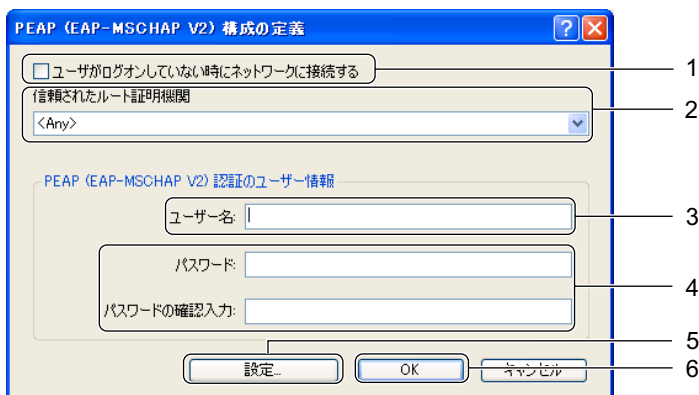 PEAP (EAP-MSCHAP V2) 構成の定義
ユーザがログオンしていない時にネットワークに接続する
1
信頼されたルート証明機関
2
<Any>
PEAP (EAP-MSCHAP V2) 認証のユーザー情報
ユーザー名:
3
パスワード:
4
パスワードの確認入力:
5
設定...
OK
キャンセル
6